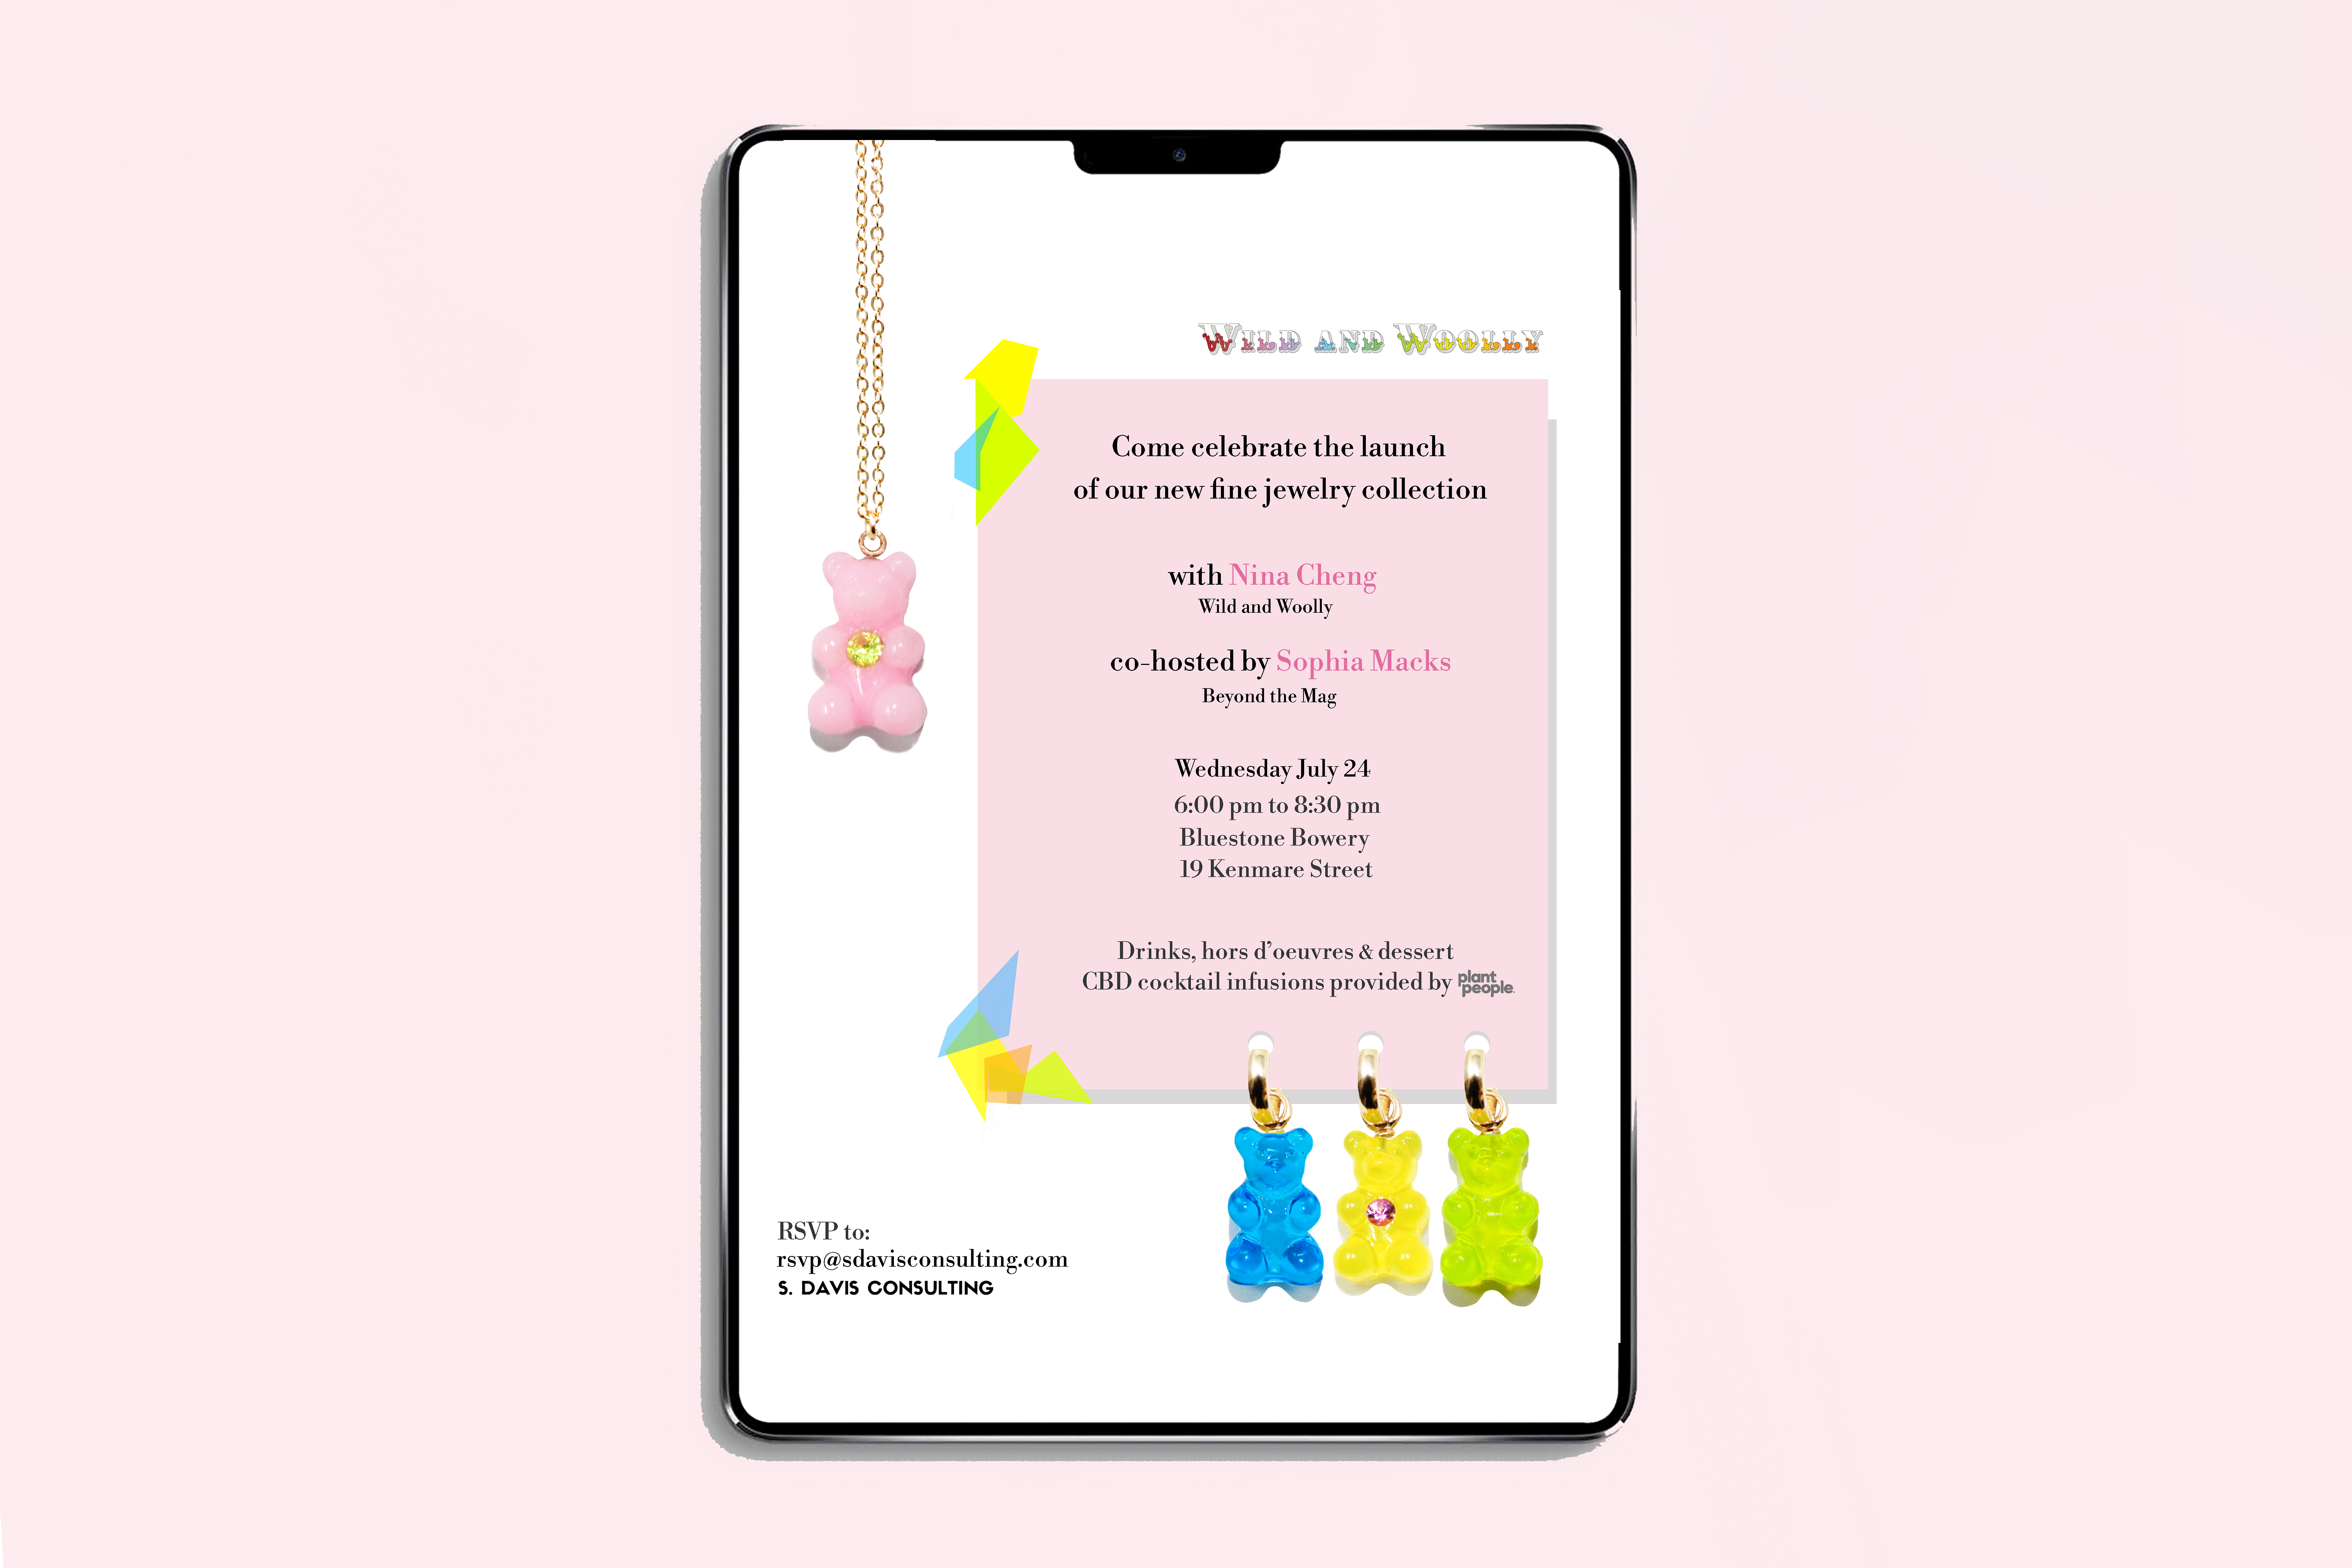 Wild and Woolly
Come celebrate the launch
of our new fine jewelry collection
with Nina Cheng
Wild and Woolly
co-hosted by Sophia Macks
Beyond the Mag
Wednesday July 24
6:00 pm to 8:30 pm
Bluestone Bowery
19 Kenmare Street
Drinks, hors d’oeuvres & dessert
CBD cocktail infusions provided by plant people
RSVP to:
rsvp@sdavisconsulting.com
S. DAVIS CONSULTING